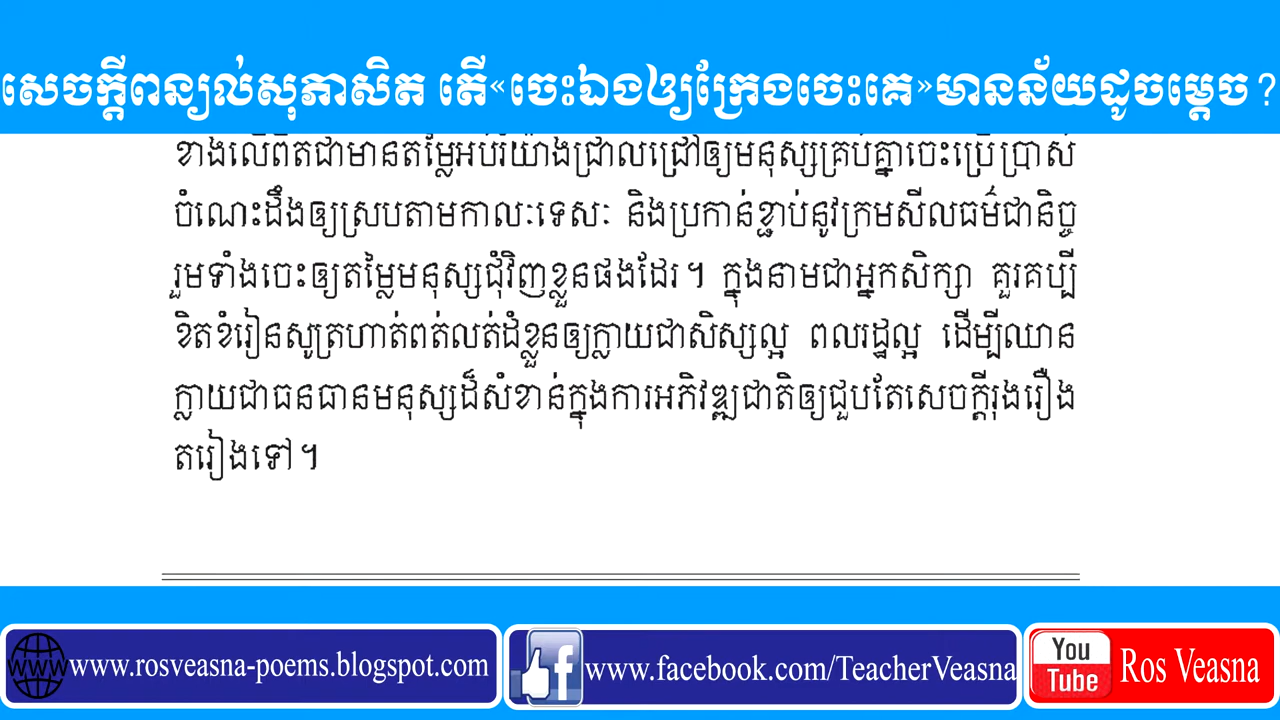 សេចក្តីពន្យល់សុភាសិត តើ«ចេះឯងឲ្យក្រែងចេះគេ»មានន័យដូចម្តេច?
ខាងលើពិតជាមានតម្លៃអប់រំយ៉ាងជ្រាលជ្រៅឲ្យមនុស្សគ្រប់គ្នាចេះប្រើប្រាស់
ចំណេះដឹងឲ្យស្របតាមកាលៈទេសៈ និងប្រកាន់ខ្ជាប់នូវក្រមសីលធម៌ជានិច្ច
រួមទាំងចេះឲ្យតម្លៃមនុស្សជុំវិញខ្លួនផងដែរ។ ក្នុងនាមជាអ្នកសិក្សា គួរគប្បី
ខិតខំរៀនសូត្រហាត់ពត់លត់ដំខ្លួនឲ្យក្លាយជាសិស្សល្អ ពលរដ្ឋល្អ ដើម្បីឈាន
ក្លាយជាធនធានមនុស្សដ៏សំខាន់ក្នុងការអភិវឌ្ឍជាតិឲ្យជួបតែសេចក្តីរុងរឿង
តរៀងទៅ។
www.rosveasna-poems.blogspot.com
www.facebook.com/TeacherVeasna
You Tube Ros Veasna